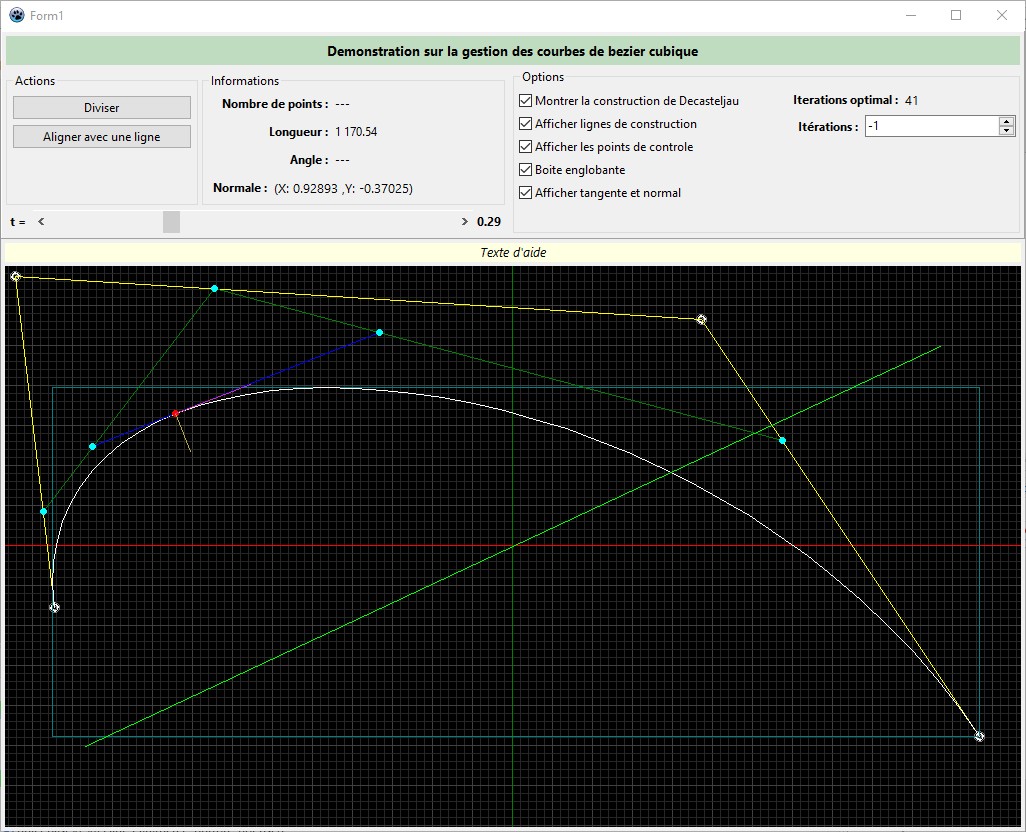 Form1
Demonstration sur la gestion des courbes de bezier cubique
Actions
Diviser
Aligner avec une ligne
Informations
Nombre de points : ---
Longueur : 1 170.54
Angle : ---
Normale : (X: 0.92893 ,Y: -0.37025)
Options
Montrer la construction de Decasteljau
Afficher lignes de construction
Afficher les points de controle
Boite englobante
Afficher tangente et normal
Iterations optimal : 41
Itérations : -1
t = < > 0.29
Texte d'aide